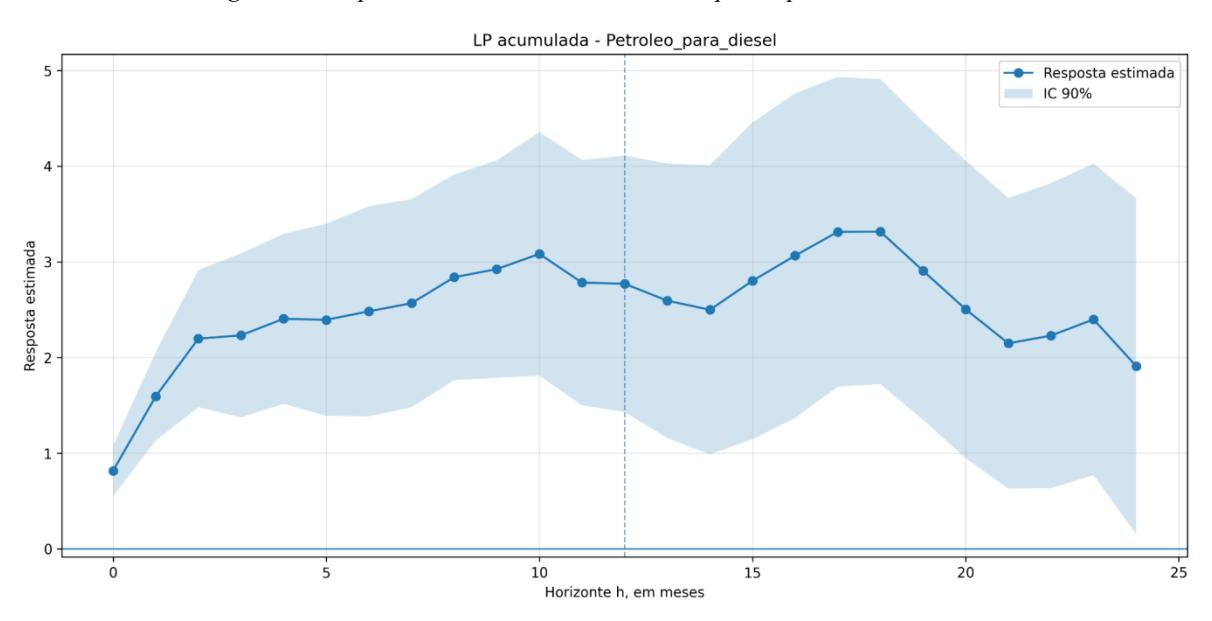 LP acumulada - Petroleo_para_diesel
Resposta estimada
IC 90%
5
4
3
2
1
0
Resposta estimada
0 5 10 15 20 25
Horizonte h, em meses